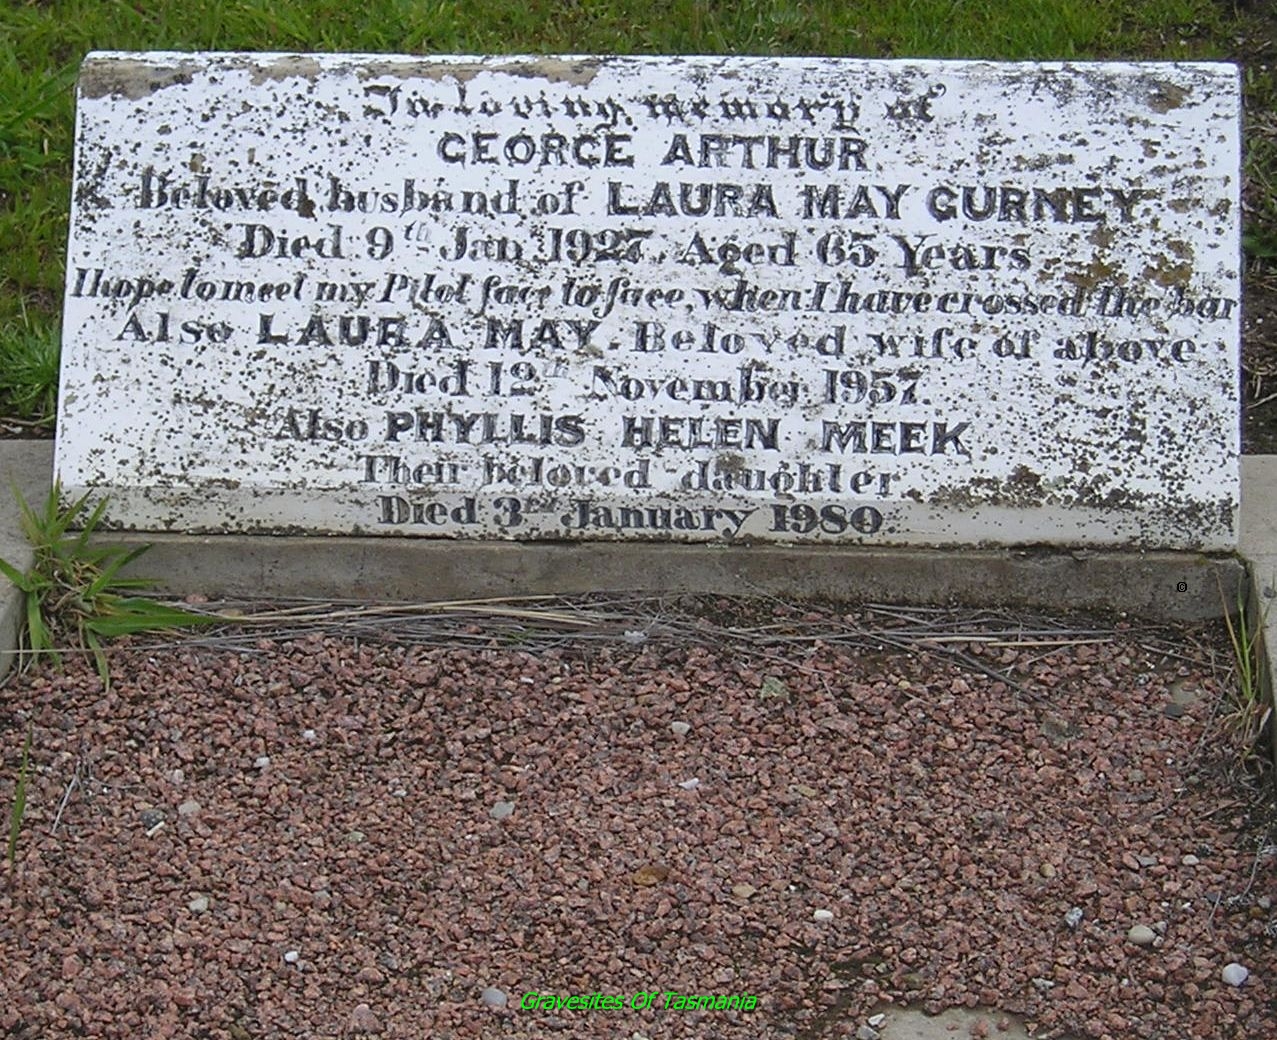 In loving memory of
GEORGE ARTHUR
Beloved husband of LAURA MAY GURNEY
Died 9th Jan. 1927. Aged 65 Years
I hope to meet my Pilot face to face, when I have crossed the bar
Also LAURA MAY. Beloved wife of above.
Died 12th November 1957.
Also PHYLLIS HELEN MEEK
Their beloved daughter
Died 3rd January 1980
©
Gravesites Of Tasmania